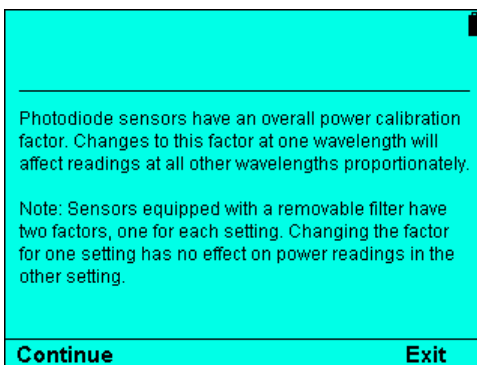 Photodiode sensors have an overall power calibration
factor. Changes to this factor at one wavelength will
affect readings at all other wavelengths proportionately.
Note: Sensors equipped with a removable filter have
two factors, one for each setting. Changing the factor
for one setting has no effect on power readings in the
other setting.
Continue Exit